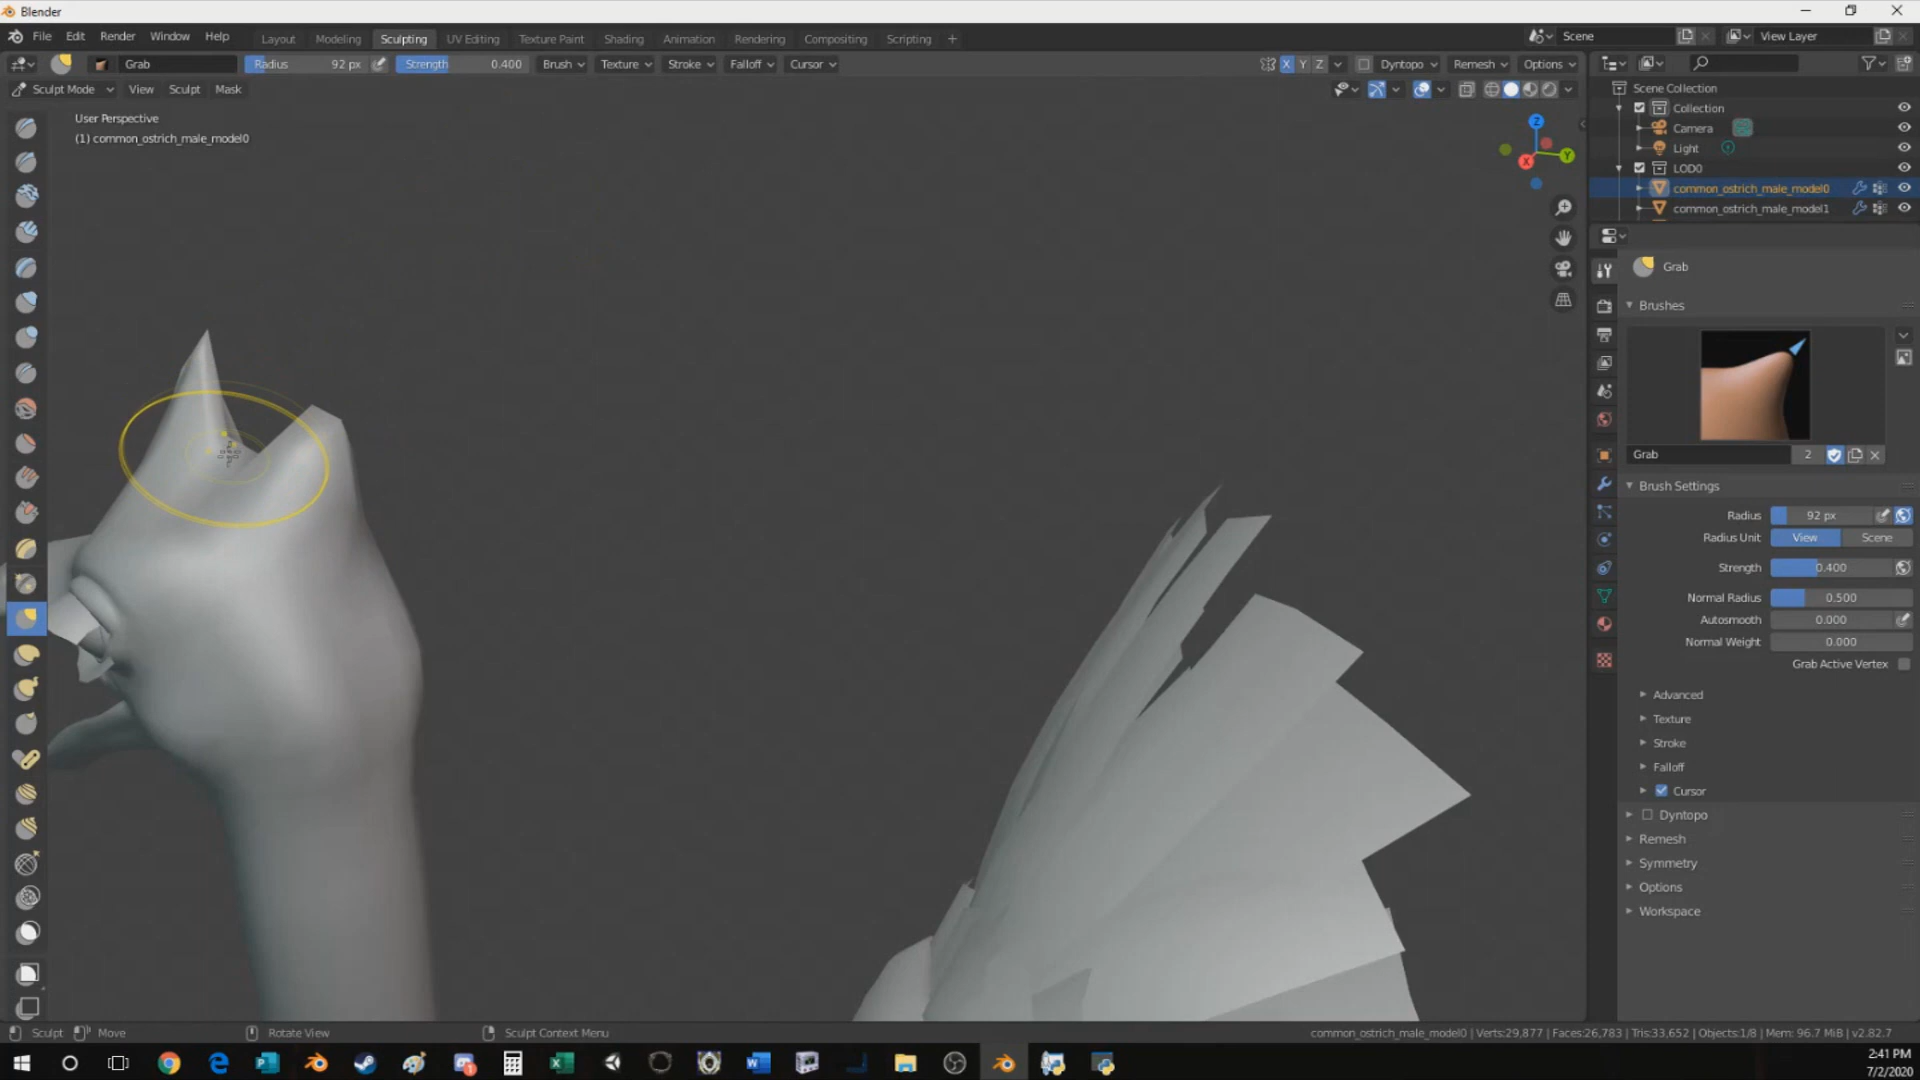 Blender
File Edit Render Window Help
Layout Modeling Sculpting UV Editing Texture Paint Shading Animation Rendering Compositing Scripting +
Scene
View Layer
Grab
Radius 92 px
Strength 0.400
Brush Texture Stroke Falloff Cursor
X Y Z
Dyntopo Remesh Options
Sculpt Mode View Sculpt Mask
User Perspective
(1) common_ostrich_male_model0
Z
X
Y
Scene Collection
Collection
Camera
Light
LOD0
common_ostrich_male_model0
common_ostrich_male_model1
Grab
Brushes
Grab 2
Brush Settings
Radius 92 px
Radius Unit View Scene
Strength 0.400
Normal Radius 0.500
Autosmooth 0.000
Normal Weight 0.000
Grab Active Vertex
Advanced
Texture
Stroke
Falloff
Cursor
Dyntopo
Remesh
Symmetry
Options
Workspace
Sculpt Move Rotate View Sculpt Context Menu
common_ostrich_male_model0 | Verts:29,877 | Faces:26,783 | Tris:33,652 | Objects:1/8 | Mem: 96.7 MiB | v2.82.7
2:41 PM
7/2/2020